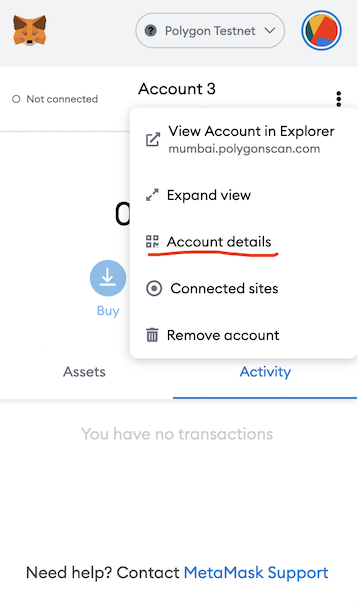 ? Polygon Testnet
Not connected
Account 3
View Account in Explorer
mumbai.polygonscan.com
Expand view
0
Account details
Connected sites
Buy
Remove account
Assets
Activity
You have no transactions
Need help? Contact MetaMask Support